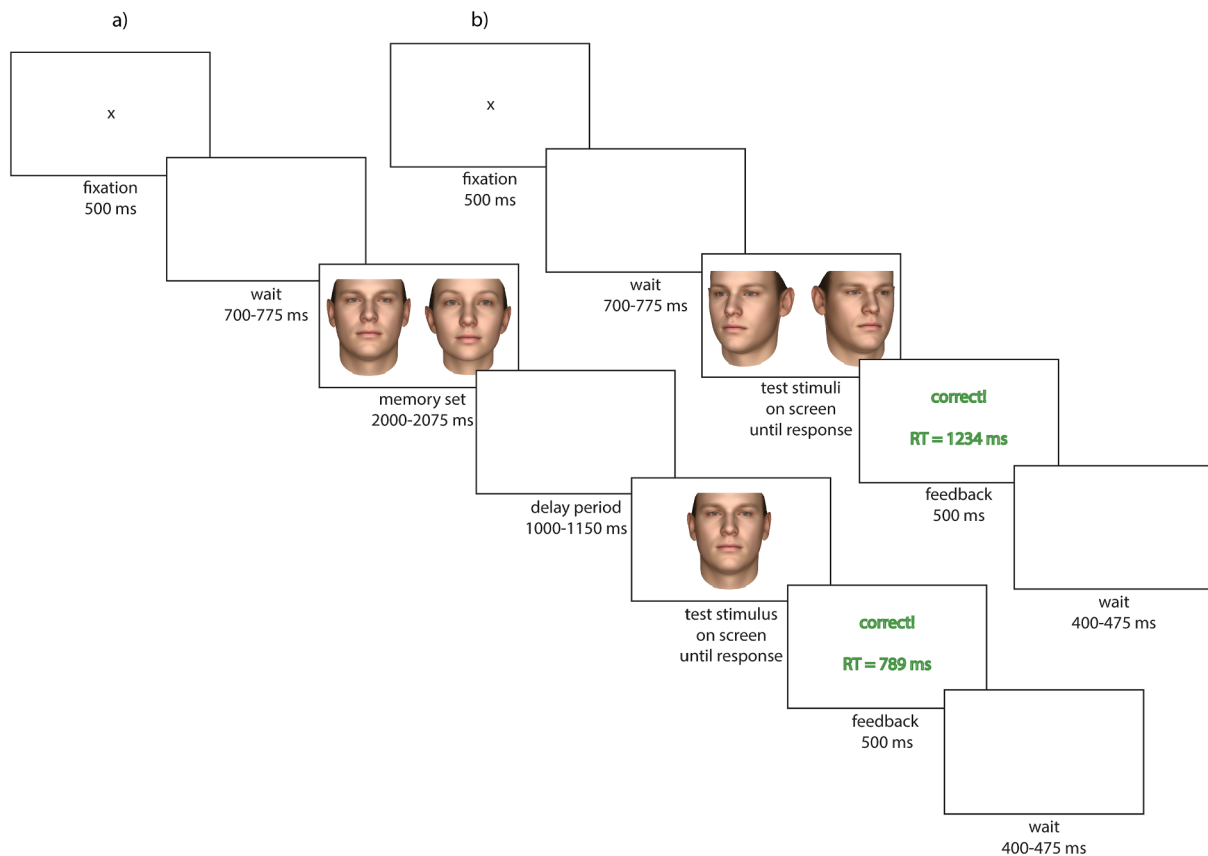 a)
x
fixation
500 ms
wait
700-775 ms
memory set
2000-2075 ms
delay period
1000-1150 ms
test stimulus
on screen
until response
correct!
RT = 789 ms
feedback
500 ms
wait
400-475 ms
b)
x
fixation
500 ms
wait
700-775 ms
test stimuli
on screen
until response
correct!
RT = 1234 ms
feedback
500 ms
wait
400-475 ms